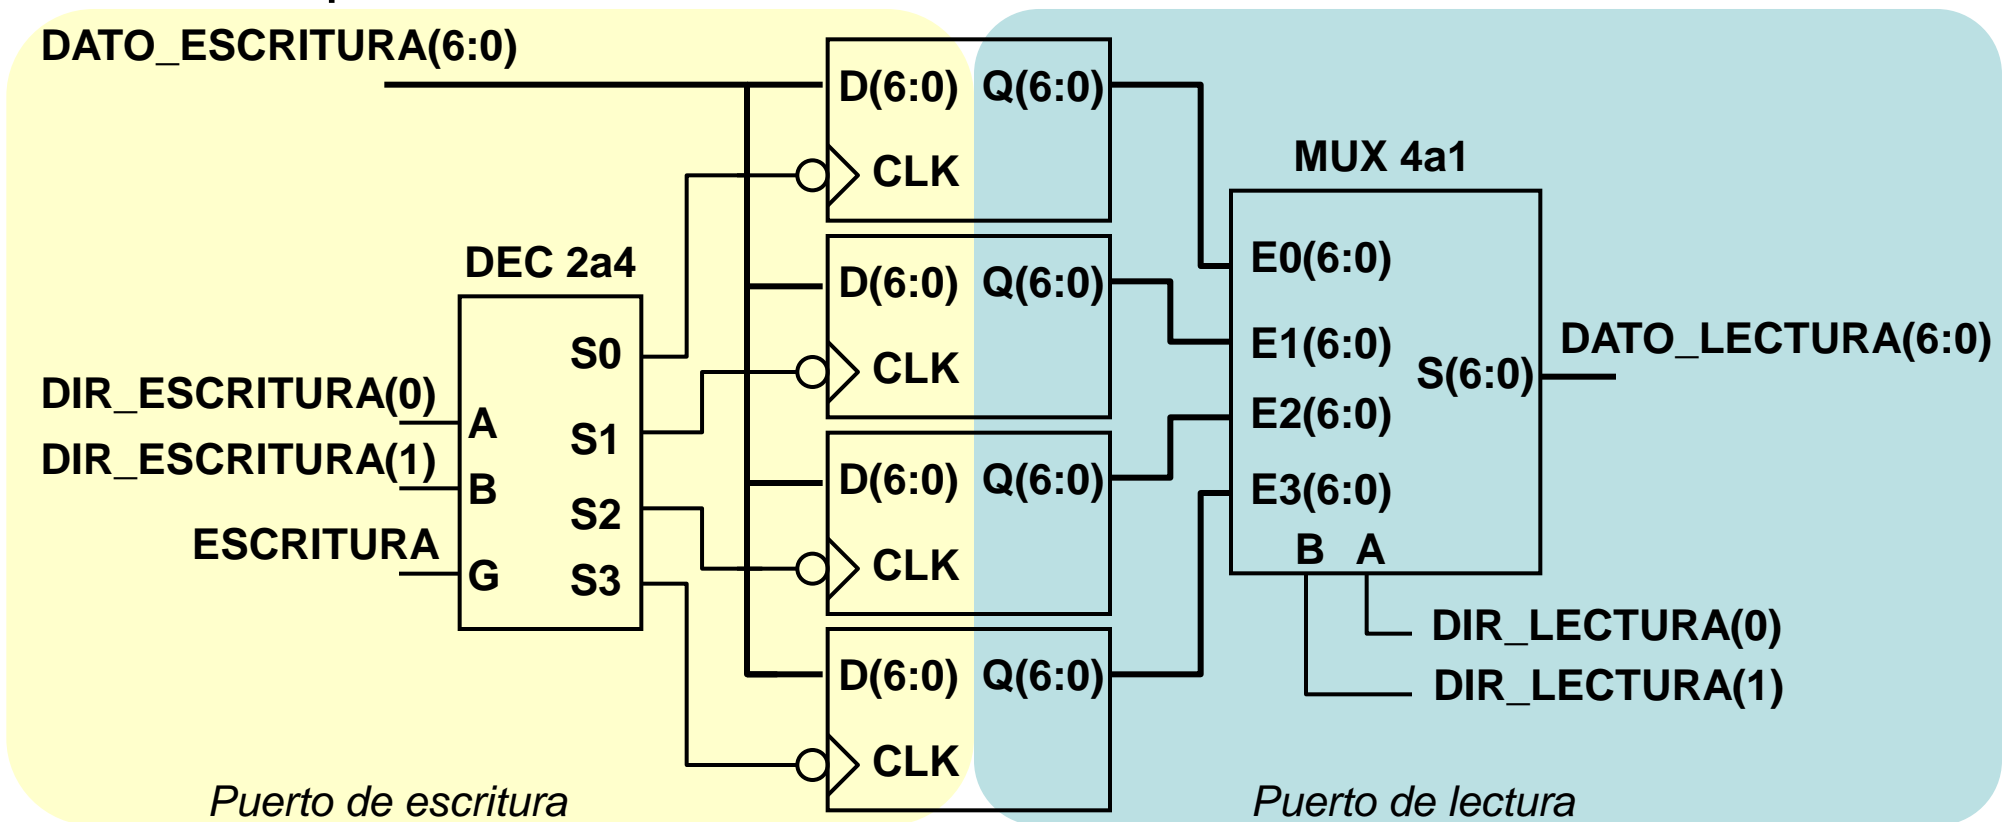 DATO_ESCRITURA(6:0)
D(6:0) Q(6:0)
CLK
MUX 4a1
DEC 2a4
D(6:0) Q(6:0)
CLK
E0(6:0)
E1(6:0)
E2(6:0)
E3(6:0)
S(6:0)
B A
DATO_LECTURA(6:0)
S0
S1
S2
S3
DIR_ESCRITURA(0)
A
DIR_ESCRITURA(1)
B
ESCRITURA
G
D(6:0) Q(6:0)
CLK
DIR_LECTURA(0)
DIR_LECTURA(1)
D(6:0) Q(6:0)
CLK
Puerto de escritura
Puerto de lectura